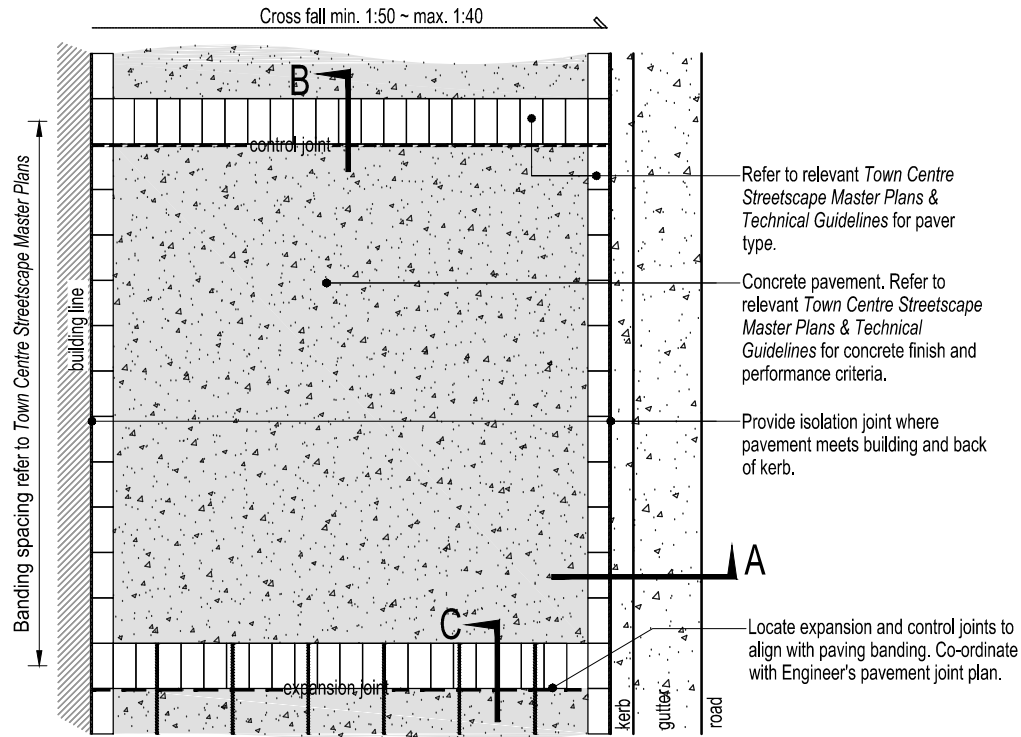 Cross fall min. 1:50 ~ max. 1:40
B
control joint
Refer to relevant Town Centre
Streetscape Master Plans &
Technical Guidelines for paver
type.
Concrete pavement. Refer to
relevant Town Centre Streetscape
Master Plans & Technical
Guidelines for concrete finish and
performance criteria.
building line
Banding spacing refer to Town Centre Streetscape Master Plans
Provide isolation joint where
pavement meets building and back
of kerb.
A
C
Locate expansion and control joints to
align with paving banding. Co-ordinate
with Engineer's pavement joint plan.
expansion joint
kerb
gutter
road